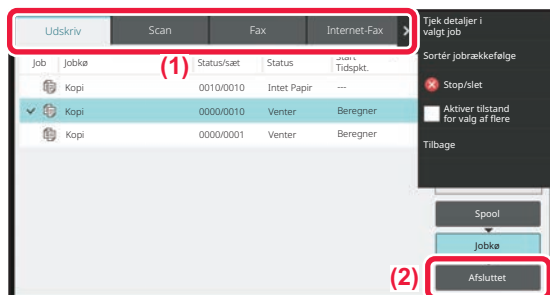 Udskriv Scan Fax Internet-Fax
(1)
Job Jobkø Status/sæt Status Start
Tidspkt.
Kopi 0010/0010 Intet Papir ---
Kopi 0000/0010 Venter Beregner
Kopi 0000/0001 Venter Beregner
Tjek detaljer i
valgt job
Sortér jobrækkefølge
Stop/slet
Aktiver tilstand
for valg af flere
Tilbage
Spool
Jobkø
(2)
Afsluttet